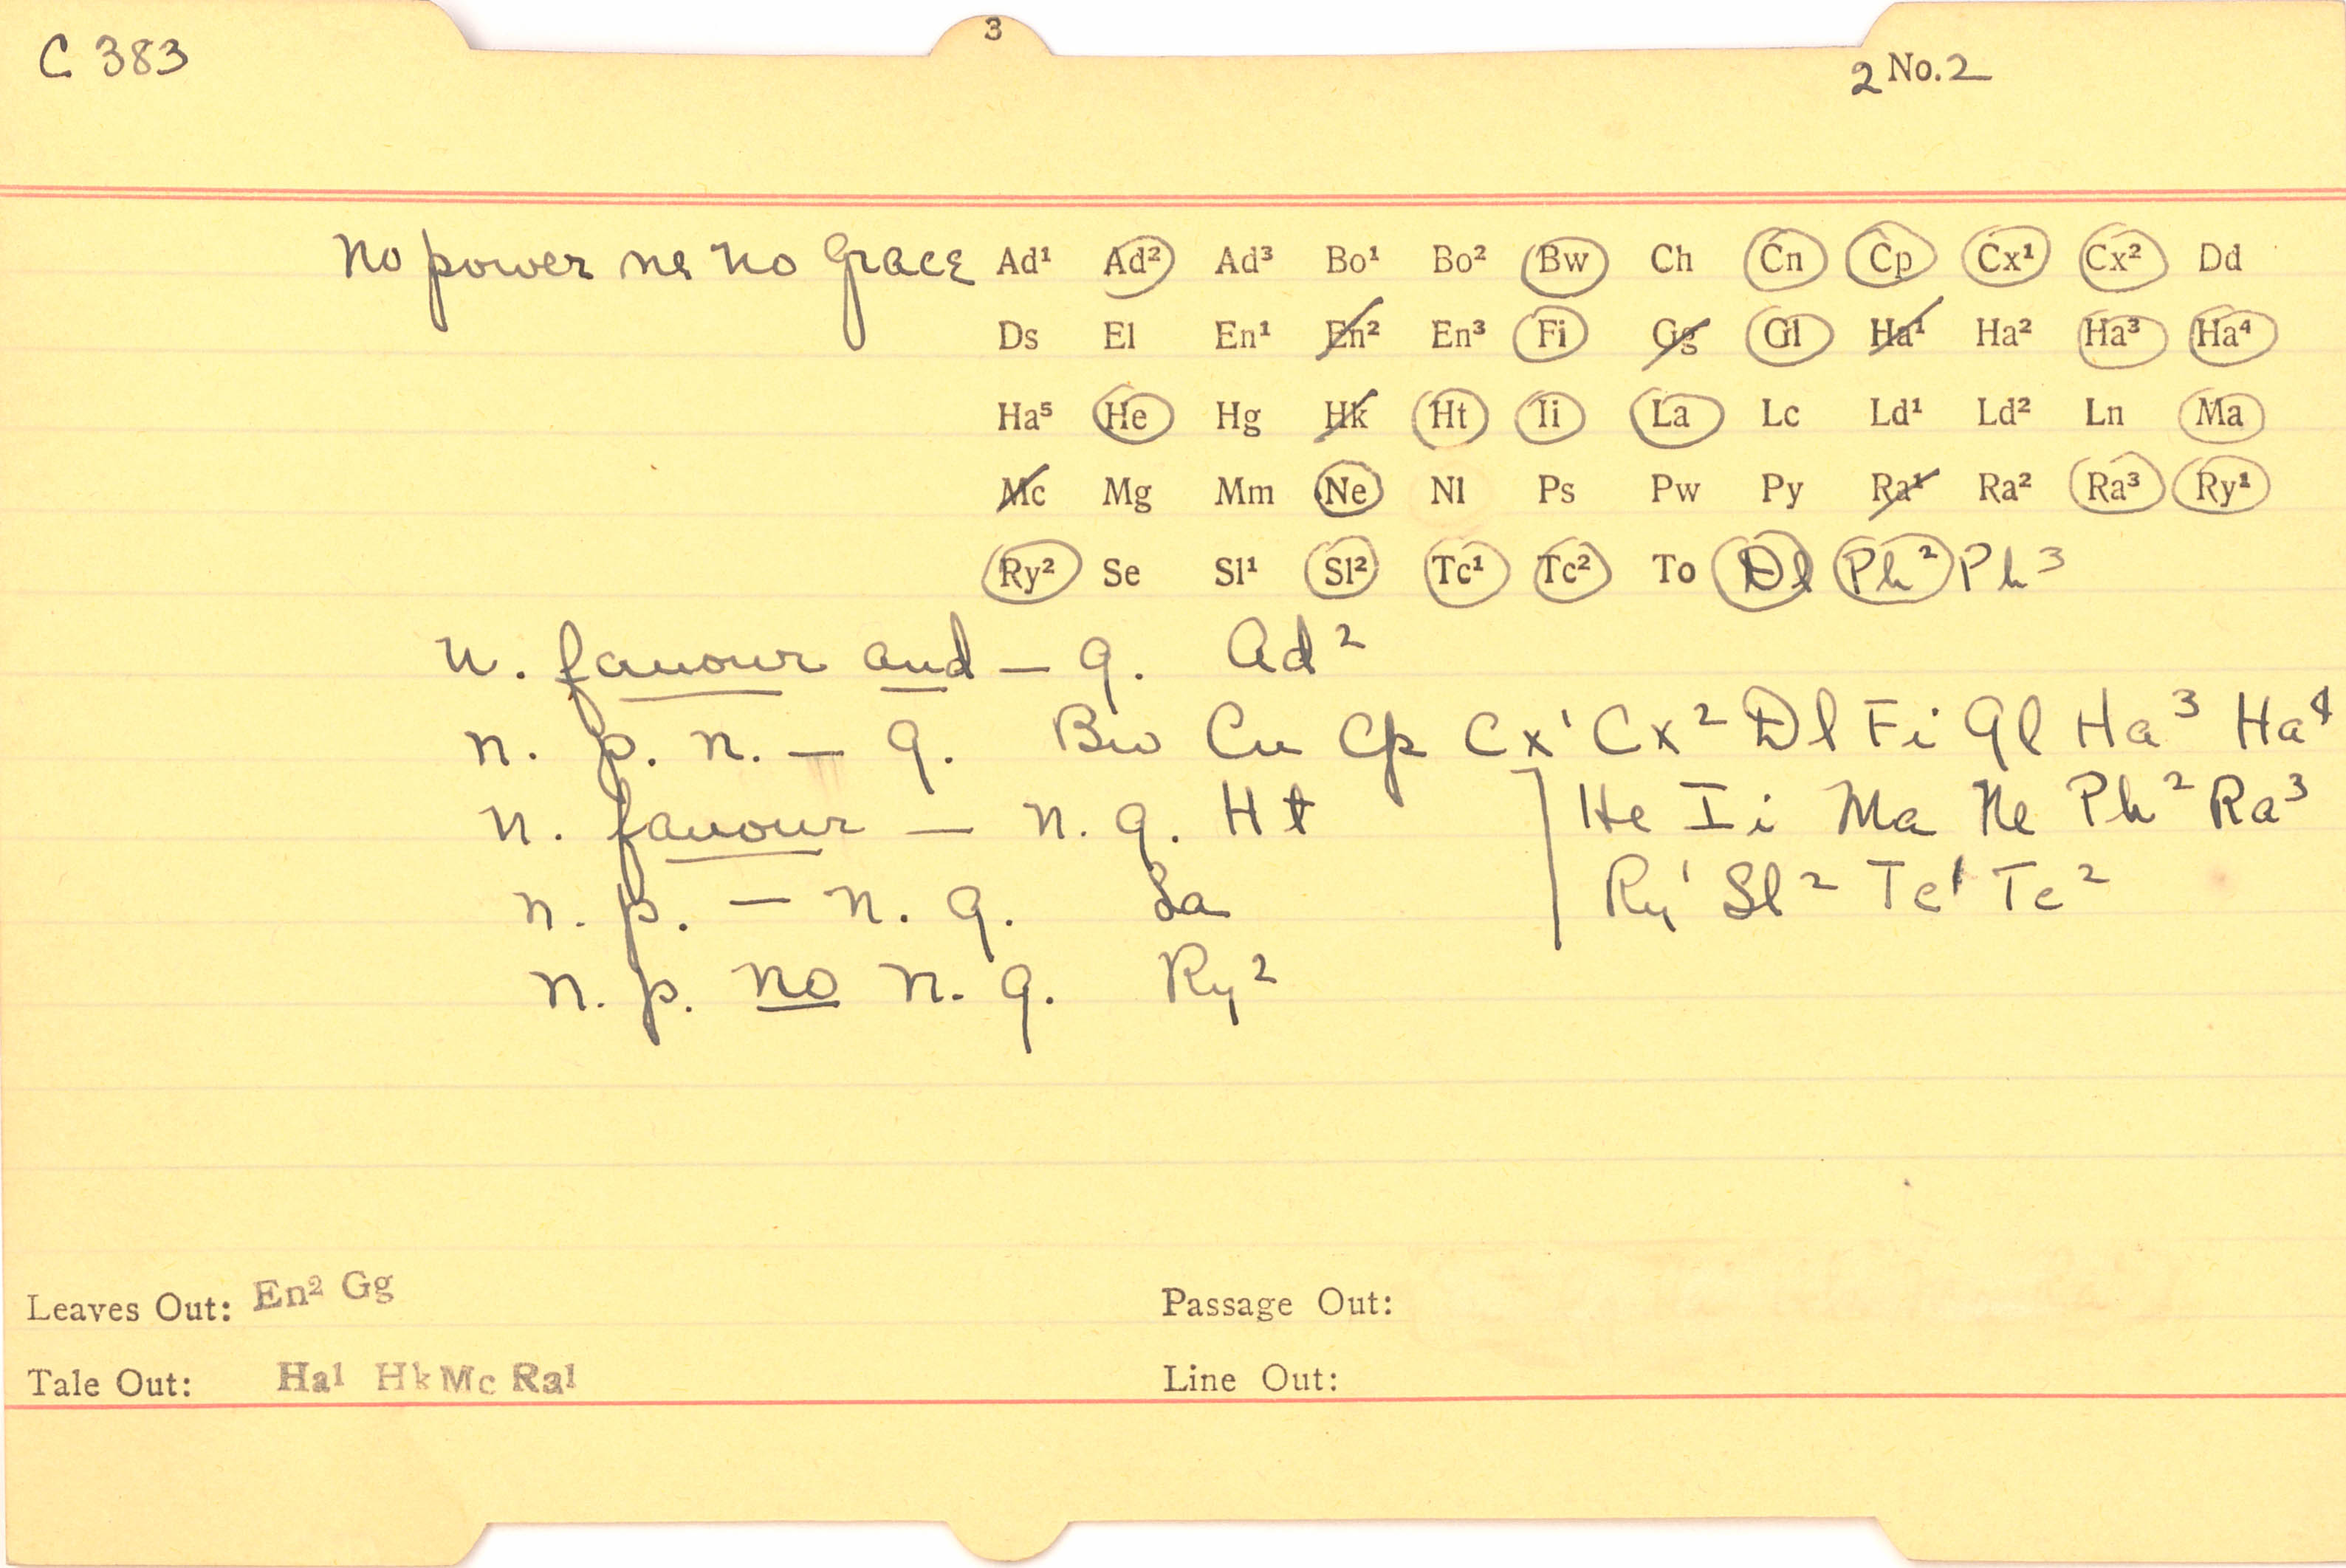 3
C 383
2 No. 2
no power ne no grace Ad¹ Ad² Ad³ Bo¹ Bo² Bw Ch Cn Cp Cx¹ Cx² Dd
Ds El En¹ En² En³ Fi Gg Gl Ha¹ Ha² Ha³ Ha⁴
Ha⁵ He Hg Hk Ht Ii La Lc Ld¹ Ld² Ln Ma
Mc Mg Mm Ne Nl Ps Pw Py Ra¹ Ra² Ra³ Ry¹
Ry² Se Sl¹ Sl² Tc¹ Tc² To Dl Ph² Ph³
n. fauour and – g. Ad²
n. p. n. – g. Bw Cn Cp Cx¹ Cx² Dl Fi Gl Ha³ Ha⁴
n. fauour – n. g. Ht ] He Ii Ma Ne Ph² Ra³
n. p. – n. g. La Ry¹ Sl² Tc¹ Tc²
n. p. no n. g. Ry²
Leaves Out: En² Gg
Passage Out:
Tale Out: Ha¹ Hk Mc Ra¹
Line Out: